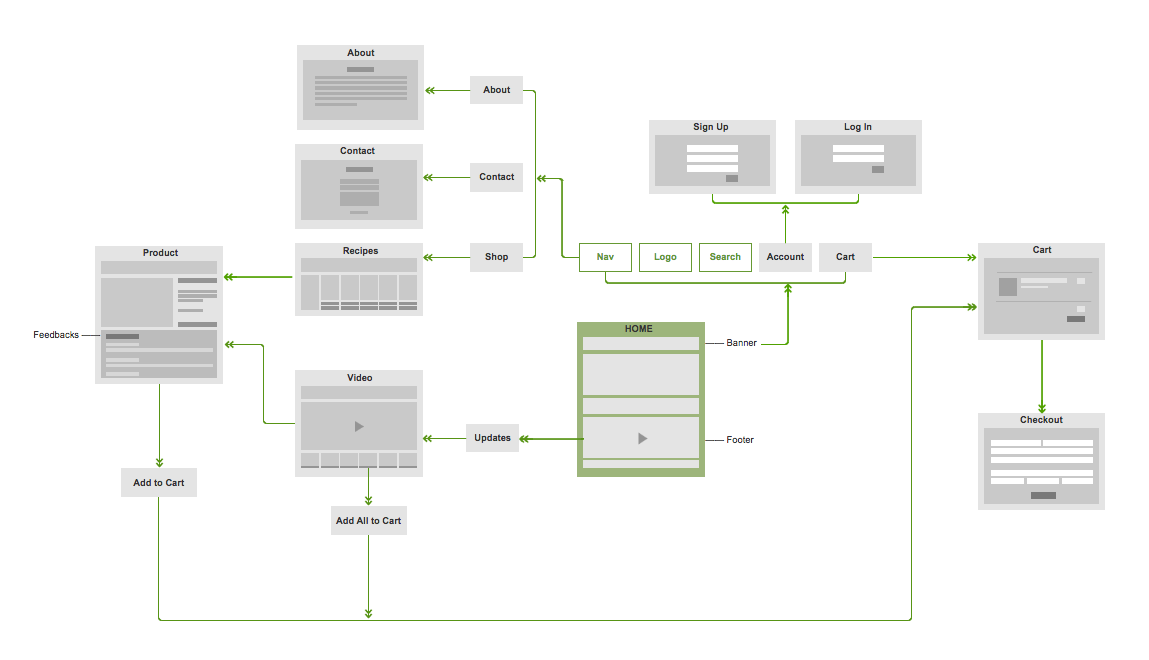 About
About
Sign Up
Log In
Contact
Contact
Product
Recipes
Shop
Nav
Logo
Search
Account
Cart
Cart
Feedbacks
HOME
Banner
Video
Updates
Footer
Checkout
Add to Cart
Add All to Cart